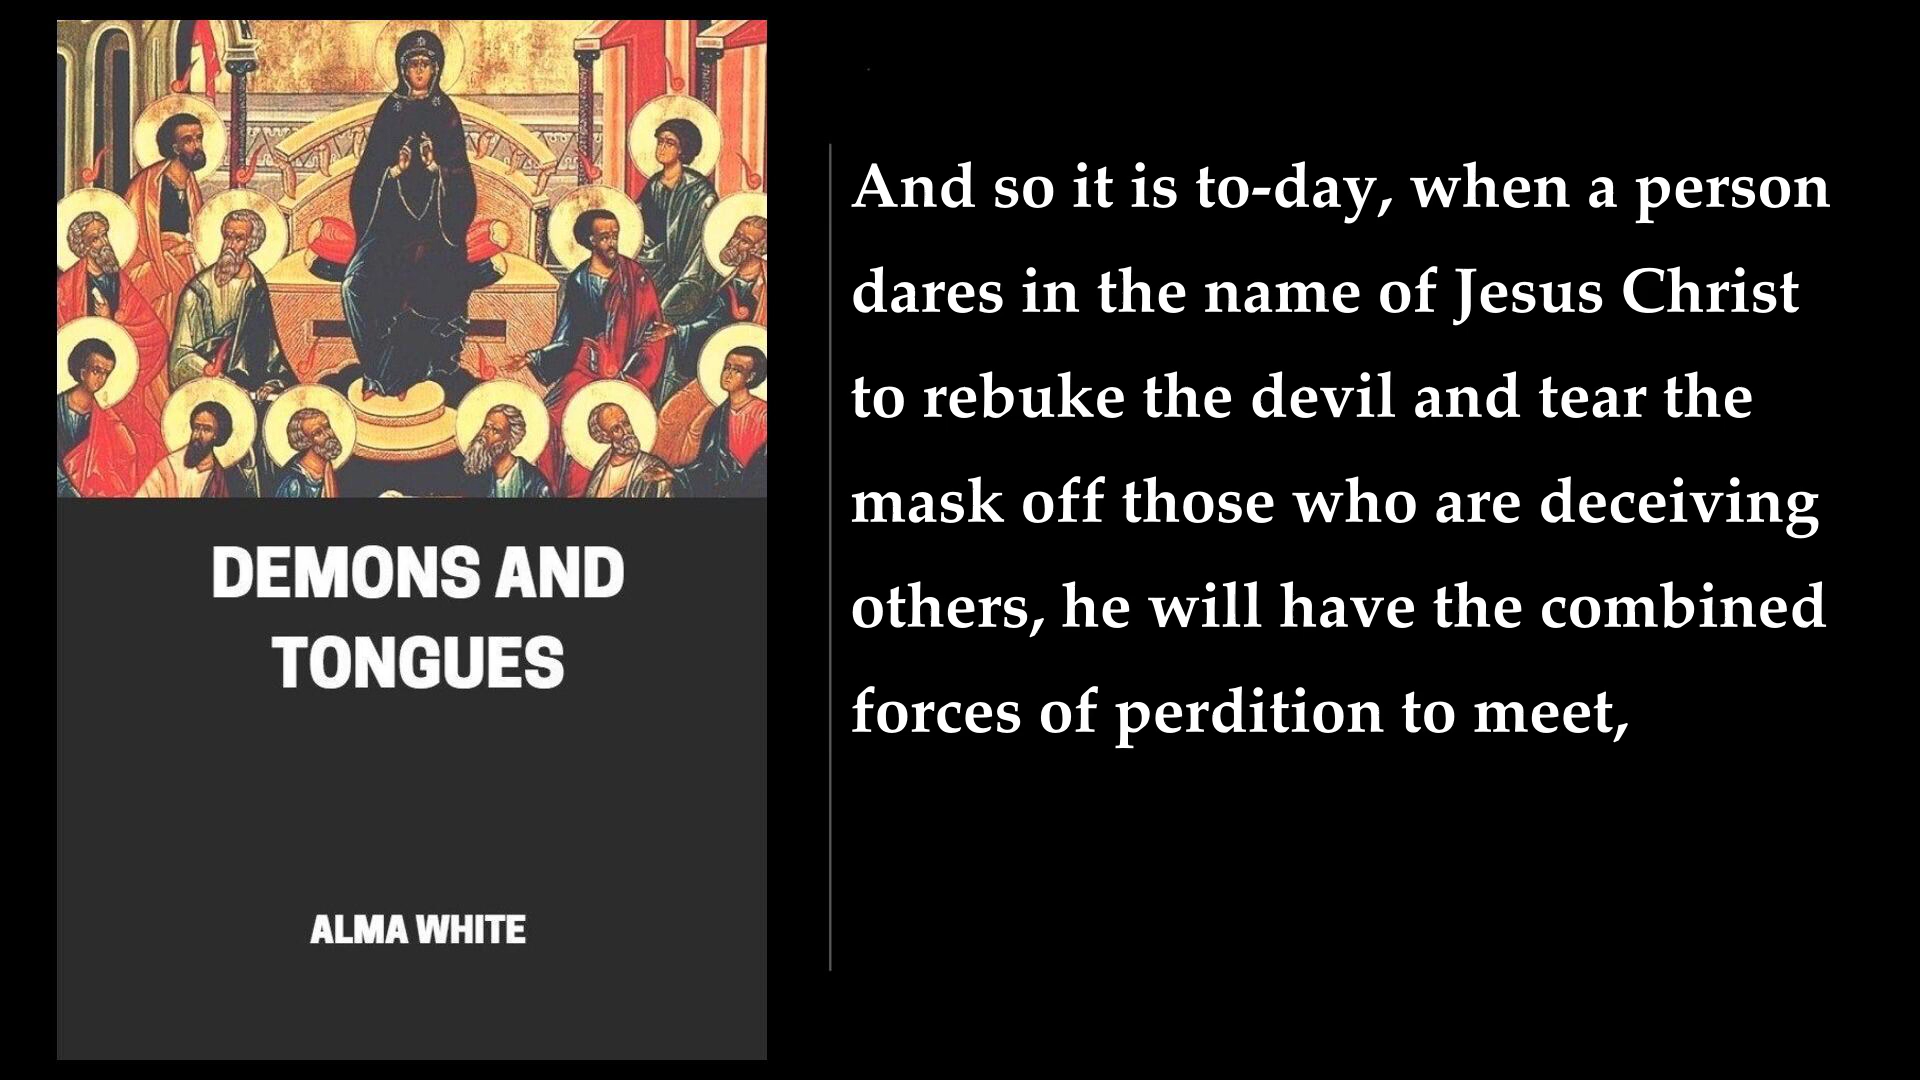 DEMONS AND
TONGUES
ALMA WHITE
And so it is to-day, when a person
dares in the name of Jesus Christ
to rebuke the devil and tear the
mask off those who are deceiving
others, he will have the combined
forces of perdition to meet,